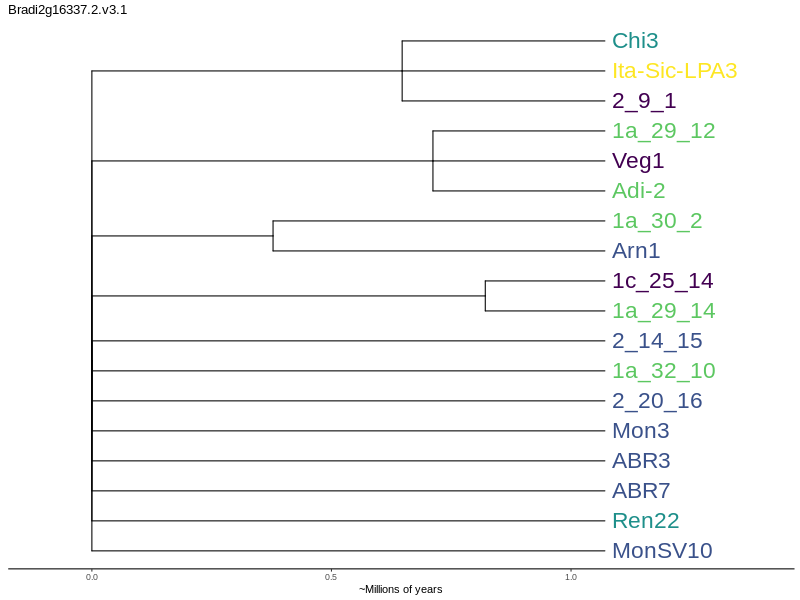 Bradi2g16337.2.v3.1
Chi3
Ita-Sic-LPA3
2_9_1
1a_29_12
Veg1
Adi-2
1a_30_2
Arn1
1c_25_14
1a_29_14
2_14_15
1a_32_10
2_20_16
Mon3
ABR3
ABR7
Ren22
MonSV10
0.0 0.5 1.0
~Millions of years